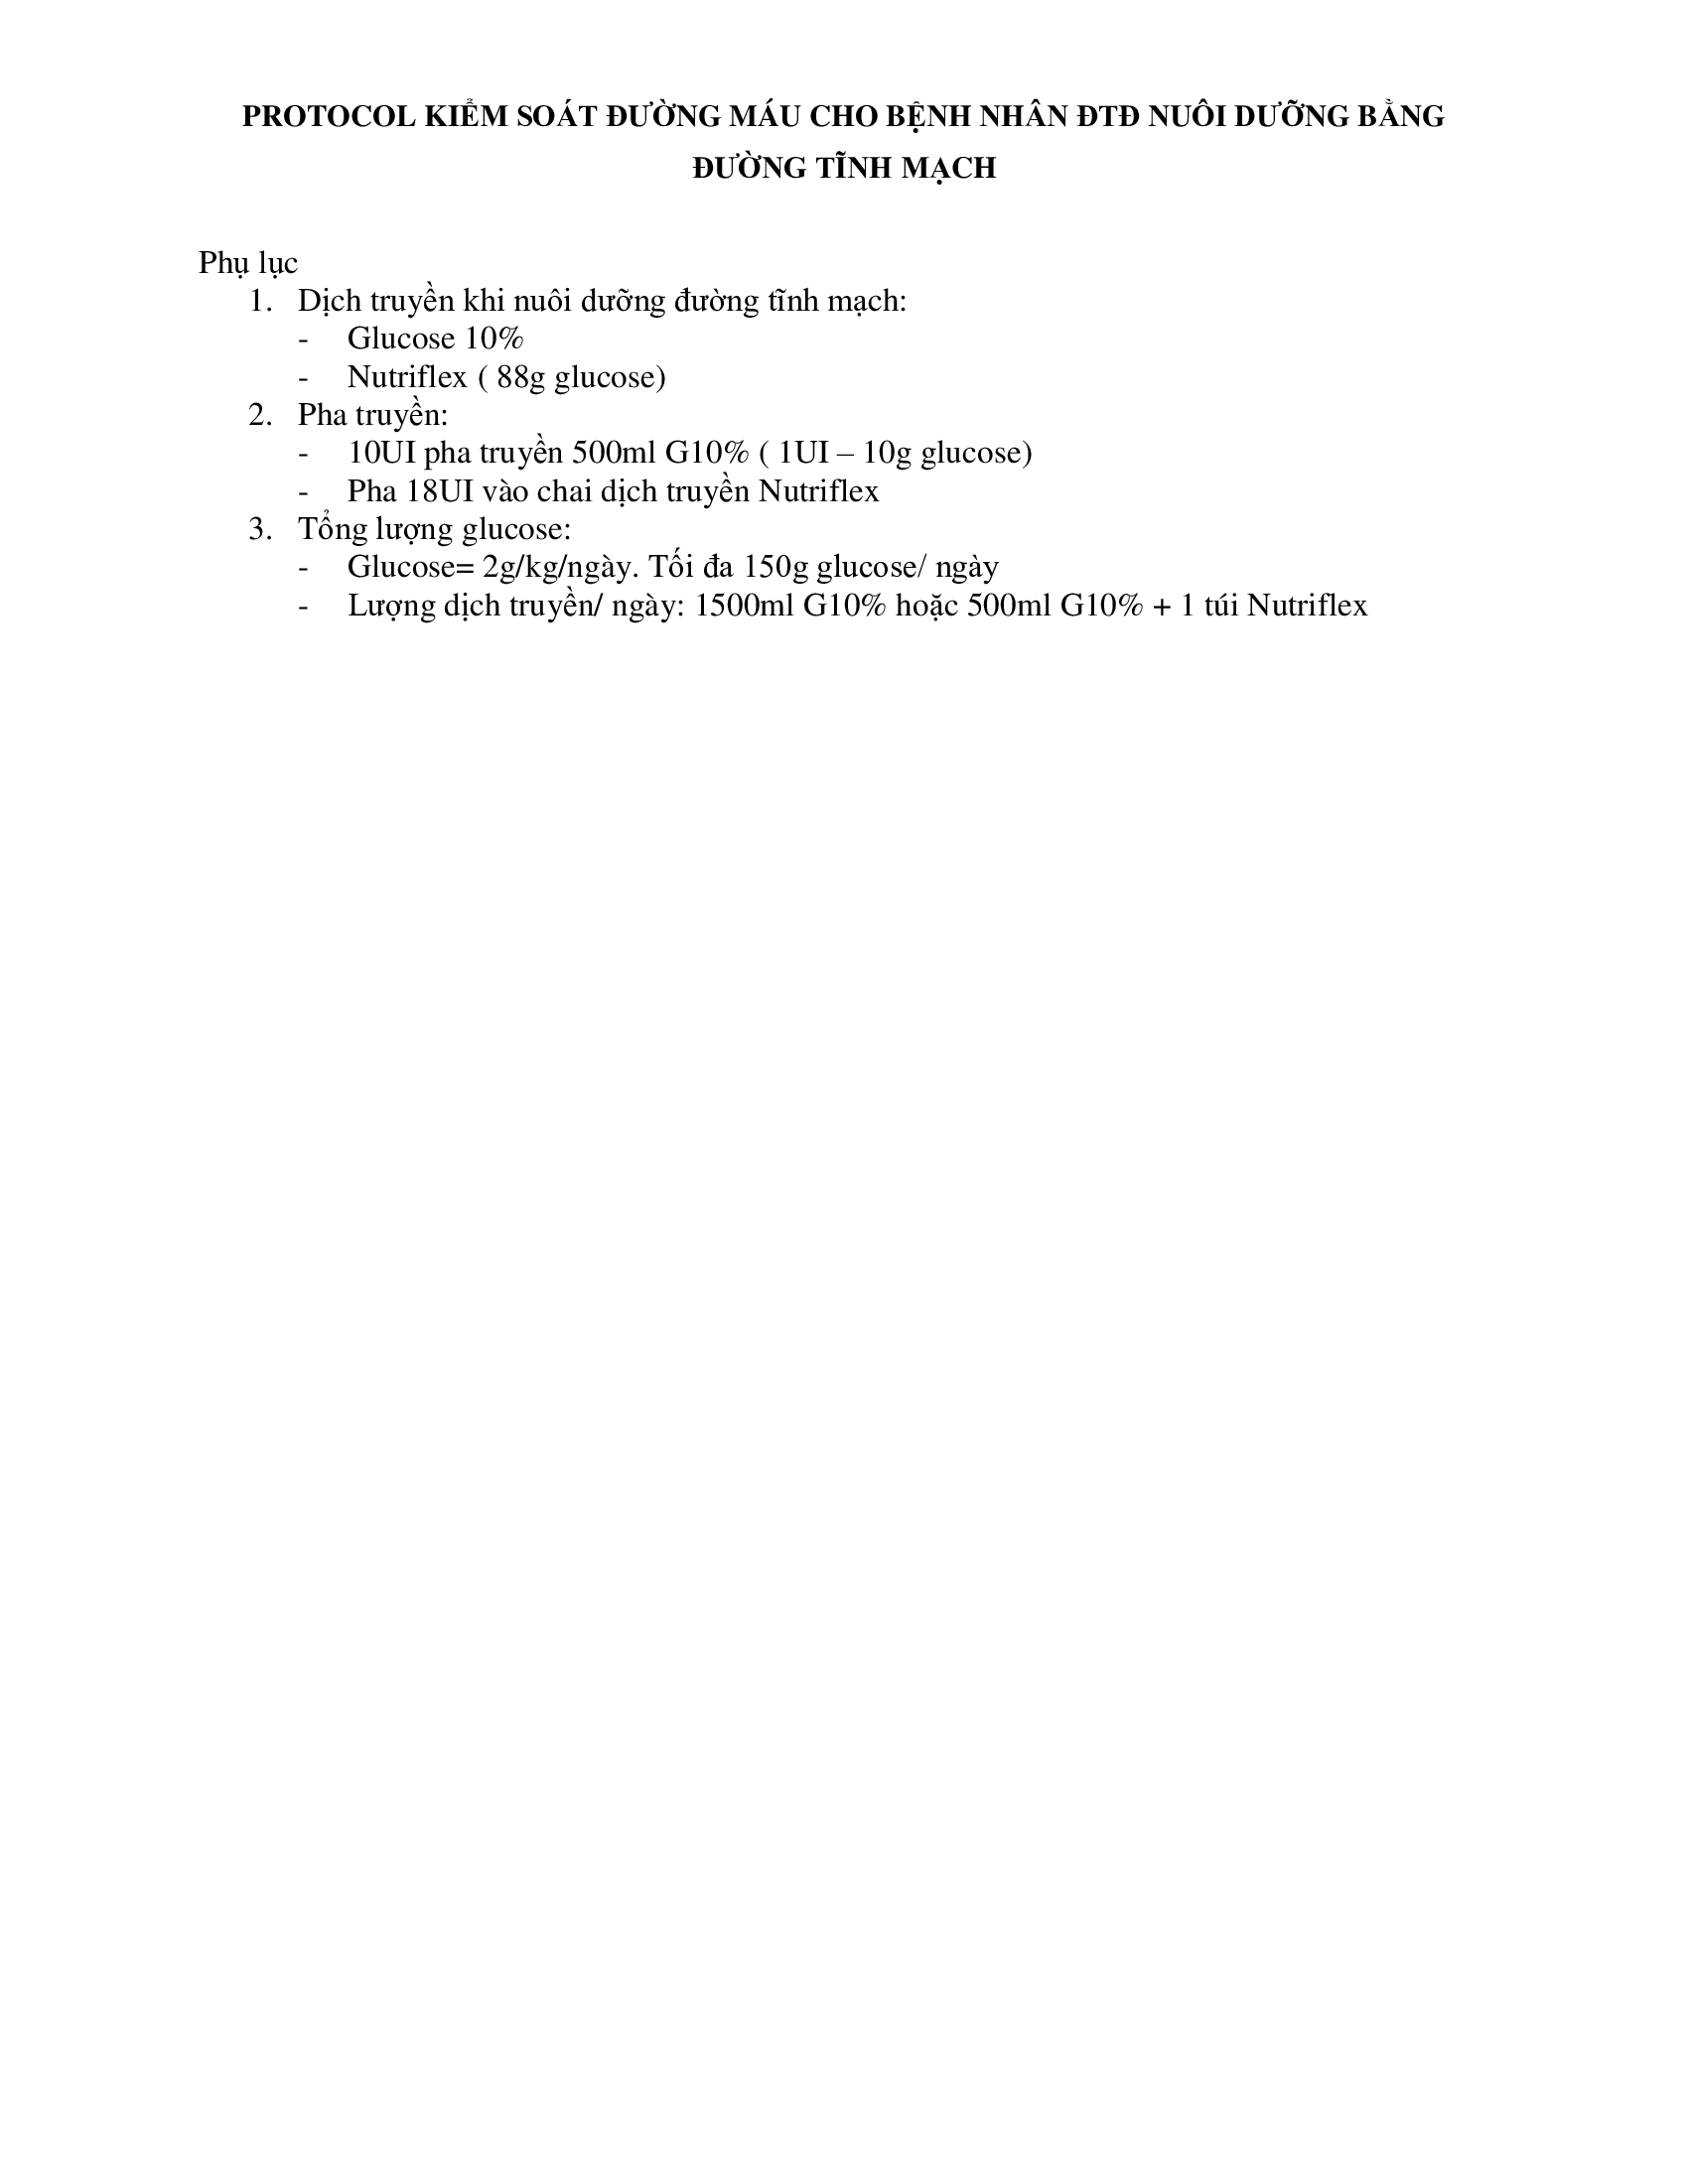 PROTOCOL KIỂM SOÁT ĐƯỜNG MÁU CHO BỆNH NHÂN ĐTĐ NUÔI DƯỠNG BẰNG
ĐƯỜNG TĨNH MẠCH
Phụ lục
1. Dịch truyền khi nuôi dưỡng đường tĩnh mạch:
- Glucose 10%
- Nutriflex ( 88g glucose)
2. Pha truyền:
- 10UI pha truyền 500ml G10% ( 1UI – 10g glucose)
- Pha 18UI vào chai dịch truyền Nutriflex
3. Tổng lượng glucose:
- Glucose= 2g/kg/ngày. Tối đa 150g glucose/ ngày
- Lượng dịch truyền/ ngày: 1500ml G10% hoặc 500ml G10% + 1 túi Nutriflex